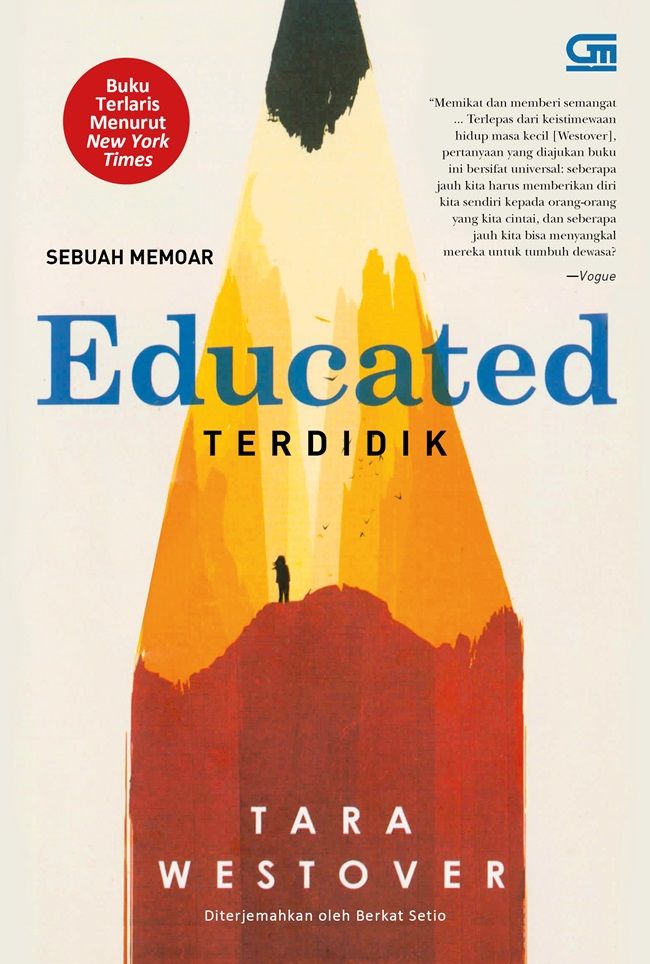 GM
Buku
Terlaris
Menurut
New York
Times
“Memikat dan memberi semangat
... Terlepas dari keistimewaan
hidup masa kecil [Westover],
pertanyaan yang diajukan buku
ini bersifat universal: seberapa
jauh kita harus memberikan diri
kita sendiri kepada orang-orang
yang kita cintai, dan seberapa
jauh kita bisa menyangkal
mereka untuk tumbuh dewasa?
—Vogue
SEBUAH MEMOAR
Educated
TERDIDIK
TARA
WESTOVER
Diterjemahkan oleh Berkat Setio